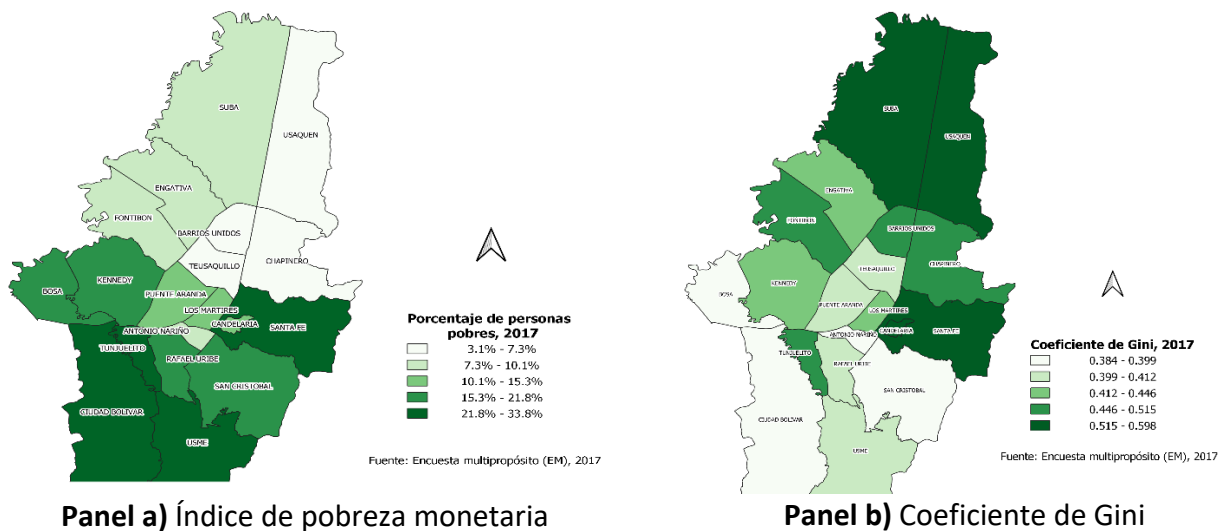 SUBA
USAQUEN
ENGATIVA
FONTIBON
BARRIOS UNIDOS
TEUSAQUILLO
CHAPINERO
KENNEDY
BOSA
PUENTE ARANDA
LOS MARTIRES
CANDELARIA
SANTA FE
ANTONIO NARIÑO
TUNJUELITO
RAFAEL URIBE
SAN CRISTOBAL
CIUDAD BOLIVAR
USME
Porcentaje de personas
pobres, 2017
3.1% - 7.3%
7.3% - 10.1%
10.1% - 15.3%
15.3% - 21.8%
21.8% - 33.8%
Fuente: Encuesta multipropósito (EM), 2017
Panel a) Índice de pobreza monetaria
SUBA
USAQUEN
ENGATIVA
FONTIBON
BARRIOS UNIDOS
CHAPINERO
TEUSAQUILLO
BOSA
KENNEDY
PUENTE ARANDA
LOS MARTIRES
CANDELARIA
SANTA FE
ANTONIO NARIÑO
TUNJUELITO
RAFAEL URIBE
SAN CRISTOBAL
CIUDAD BOLIVAR
USME
Coeficiente de Gini, 2017
0.384 - 0.399
0.399 - 0.412
0.412 - 0.446
0.446 - 0.515
0.515 - 0.598
Fuente: Encuesta multipropósito (EM), 2017
Panel b) Coeficiente de Gini